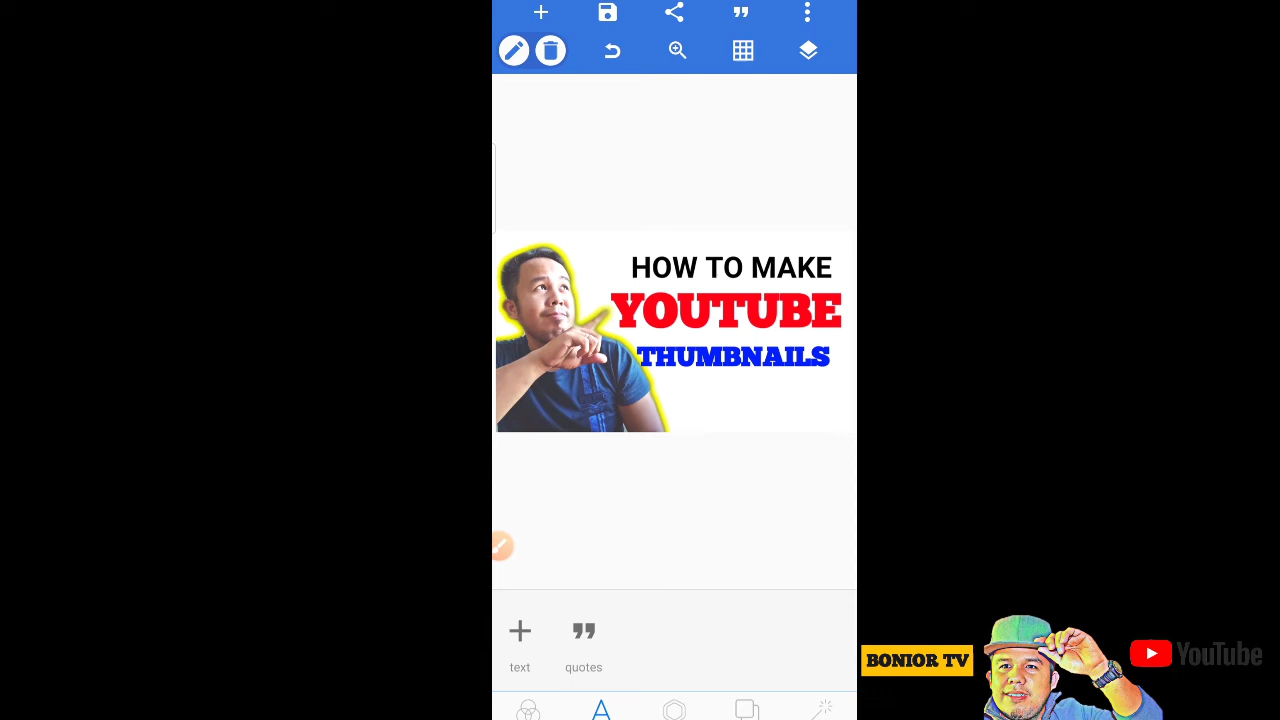 HOW TO MAKE
YOUTUBE
THUMBNAILS
text
quotes
BONIOR TV
YouTube